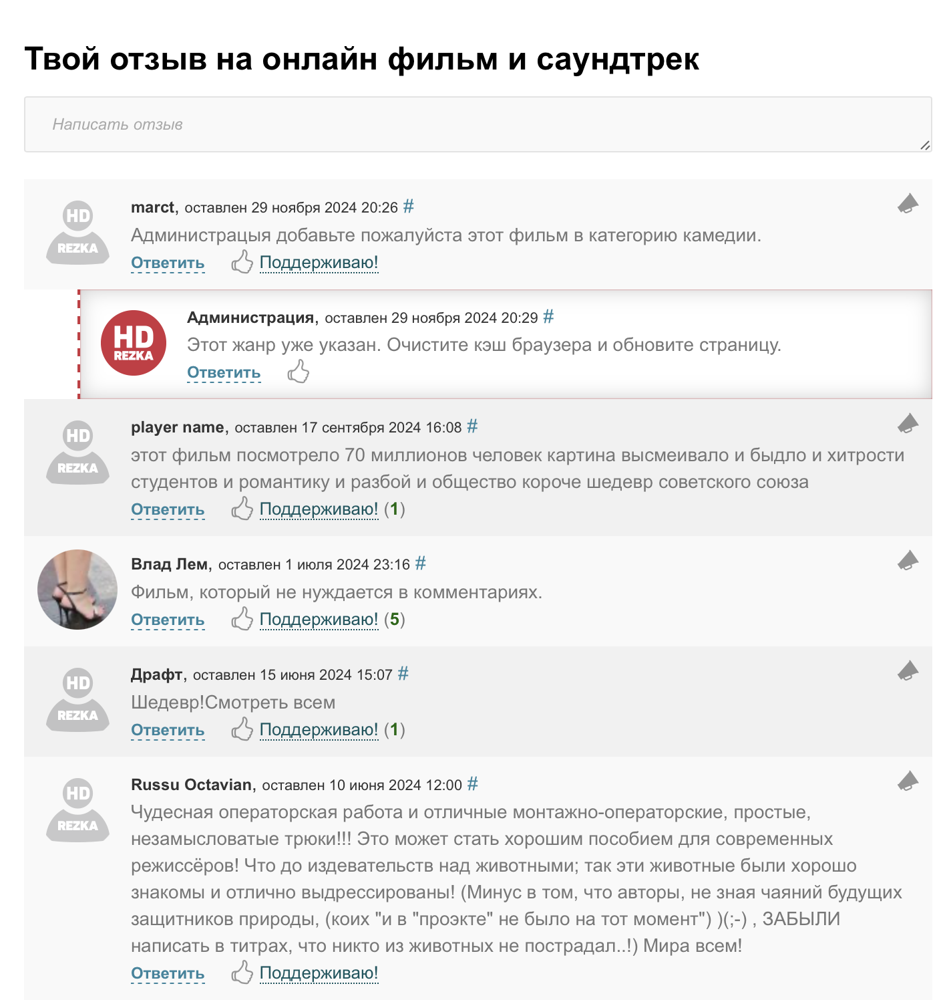 Твой отзыв на онлайн фильм и саундтрек
Написать отзыв
HD
REZKA
marct, оставлен 29 ноября 2024 20:26 #
Администрацыя добавьте пожалуйста этот фильм в категорию камедии.
Ответить Поддерживаю!
HD
REZKA
Администрация, оставлен 29 ноября 2024 20:29 #
Этот жанр уже указан. Очистите кэш браузера и обновите страницу.
Ответить
HD
REZKA
player name, оставлен 17 сентября 2024 16:08 #
этот фильм посмотрело 70 миллионов человек картина высмеивало и быдло и хитрости
студентов и романтику и разбой и общество короче шедевр советского союза
Ответить Поддерживаю! (1)
Влад Лем, оставлен 1 июля 2024 23:16 #
Фильм, который не нуждается в комментариях.
Ответить Поддерживаю! (5)
HD
REZKA
Драфт, оставлен 15 июня 2024 15:07 #
Шедевр!Смотреть всем
Ответить Поддерживаю! (1)
HD
REZKA
Russu Octavian, оставлен 10 июня 2024 12:00 #
Чудесная операторская работа и отличные монтажно-операторские, простые,
незамысловатые трюки!!! Это может стать хорошим пособием для современных
режиссёров! Что до издевательств над животными; так эти животные были хорошо
знакомы и отлично выдрессированы! (Минус в том, что авторы, не зная чаяний будущих
защитников природы, (коих "и в "проэкте" не было на тот момент") )(;-) , ЗАБЫЛИ
написать в титрах, что никто из животных не пострадал..!) Мира всем!
Ответить Поддерживаю!